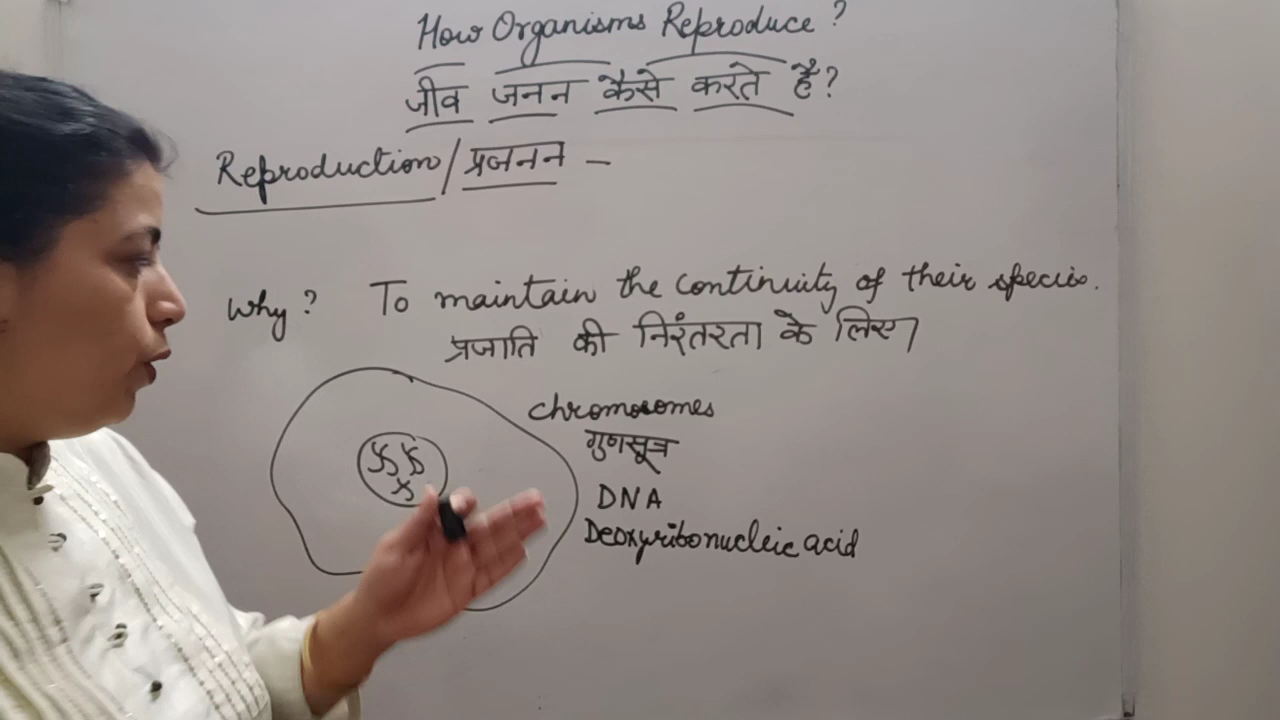 How Organisms Reproduce ?
जीव जनन कैसे करते है?
Reproduction / प्रजनन –
Why? To maintain the continuity of their species.
प्रजाति की निरंतरता के लिए।
Chromosomes
गुणसूत्र
DNA
Deoxyribonucleic acid